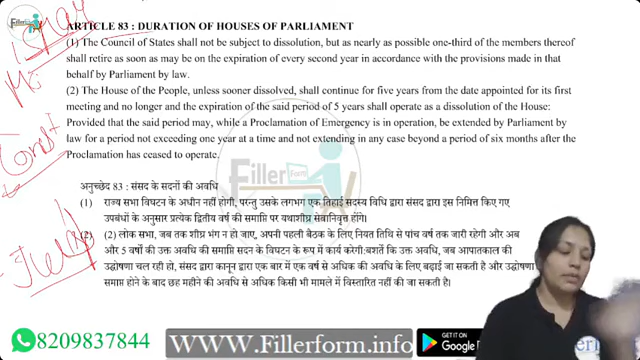 ARTICLE 83 : DURATION OF HOUSES OF PARLIAMENT
(1) The Council of States shall not be subject to dissolution, but as nearly as possible one-third of the members thereof
shall retire as soon as may be on the expiration of every second year in accordance with the provisions made in that
behalf by Parliament by law.
(2) The House of the People, unless sooner dissolved, shall continue for five years from the date appointed for its first
meeting and no longer and the expiration of the said period of 5 years shall operate as a dissolution of the House:
Provided that the said period may, while a Proclamation of Emergency is in operation, be extended by Parliament by
law for a period not exceeding one year at a time and not extending in any case beyond a period of six months after the
Proclamation has ceased to operate.
Const
Filler Form
अनुच्छेद 83 : संसद के सदनों की अवधि
(1) राज्य सभा विघटन के अधीन नहीं होगी, परन्तु उसके लगभग एक तिहाई सदस्य विधि द्वारा संसद द्वारा इस निमित्त किए गए
उपबंधों के अनुसार प्रत्येक द्वितीय वर्ष की समाप्ति पर यथाशीघ्र सेवानिवृत्त होंगे।
(2) (2) लोक सभा, जब तक शीघ्र भंग न हो जाए, अपनी पहली बैठक के लिए नियत तिथि से पांच वर्ष तक जारी रहेगी और अब
और 5 वर्षों की उक्त अवधि की समाप्ति सदन के विघटन के रूप में कार्य करेगी: बशर्ते कि उक्त अवधि, जब आपातकाल की
उद्घोषणा चल रही हो, संसद द्वारा कानून द्वारा एक बार में एक वर्ष से अधिक की अवधि के लिए बढ़ाई जा सकती है और उद्घोषणा
समाप्त होने के बाद छह महीने की अवधि से अधिक किसी भी मामले में विस्तारित नहीं की जा सकती है।
8209837844
www.Fillerform.info
GET IT ON
Google